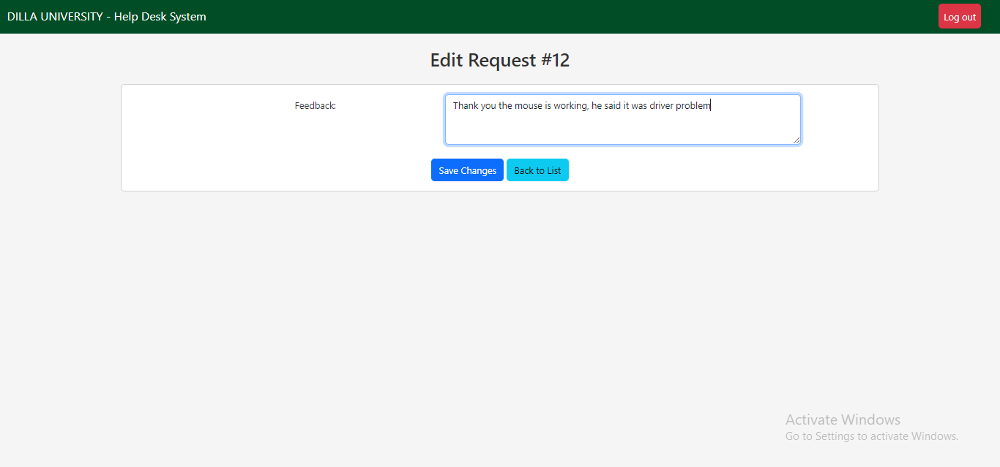 DILLA UNIVERSITY - Help Desk System
Log out
Edit Request #12
Feedback:
Thank you the mouse is working, he said it was driver problem
Save Changes
Back to List
Activate Windows
Go to Settings to activate Windows.